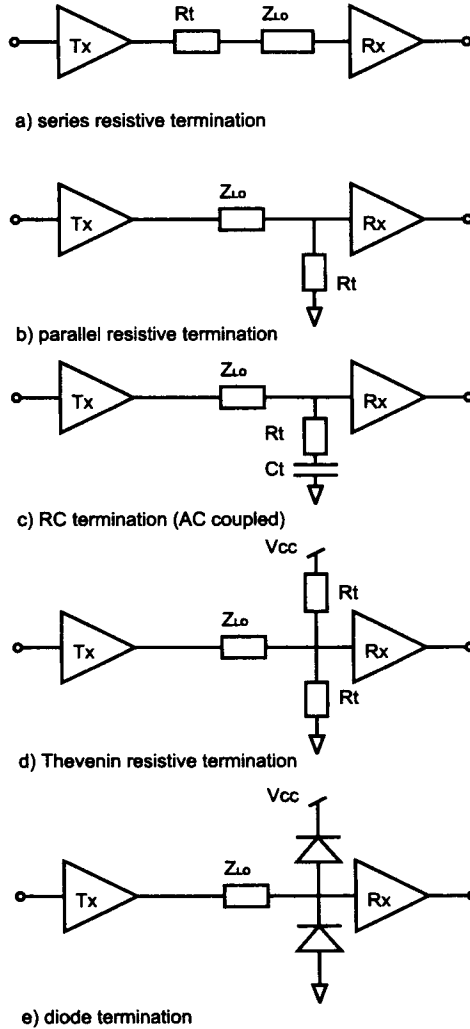 Rt ZLO
Tx Rx
a) series resistive termination
ZLO
Tx Rx
Rt
b) parallel resistive termination
ZLO
Tx Rx
Rt
Ct
c) RC termination (AC coupled)
Vcc
Rt
ZLO
Tx Rx
Rt
d) Thevenin resistive termination
Vcc
ZLO
Tx Rx
e) diode termination